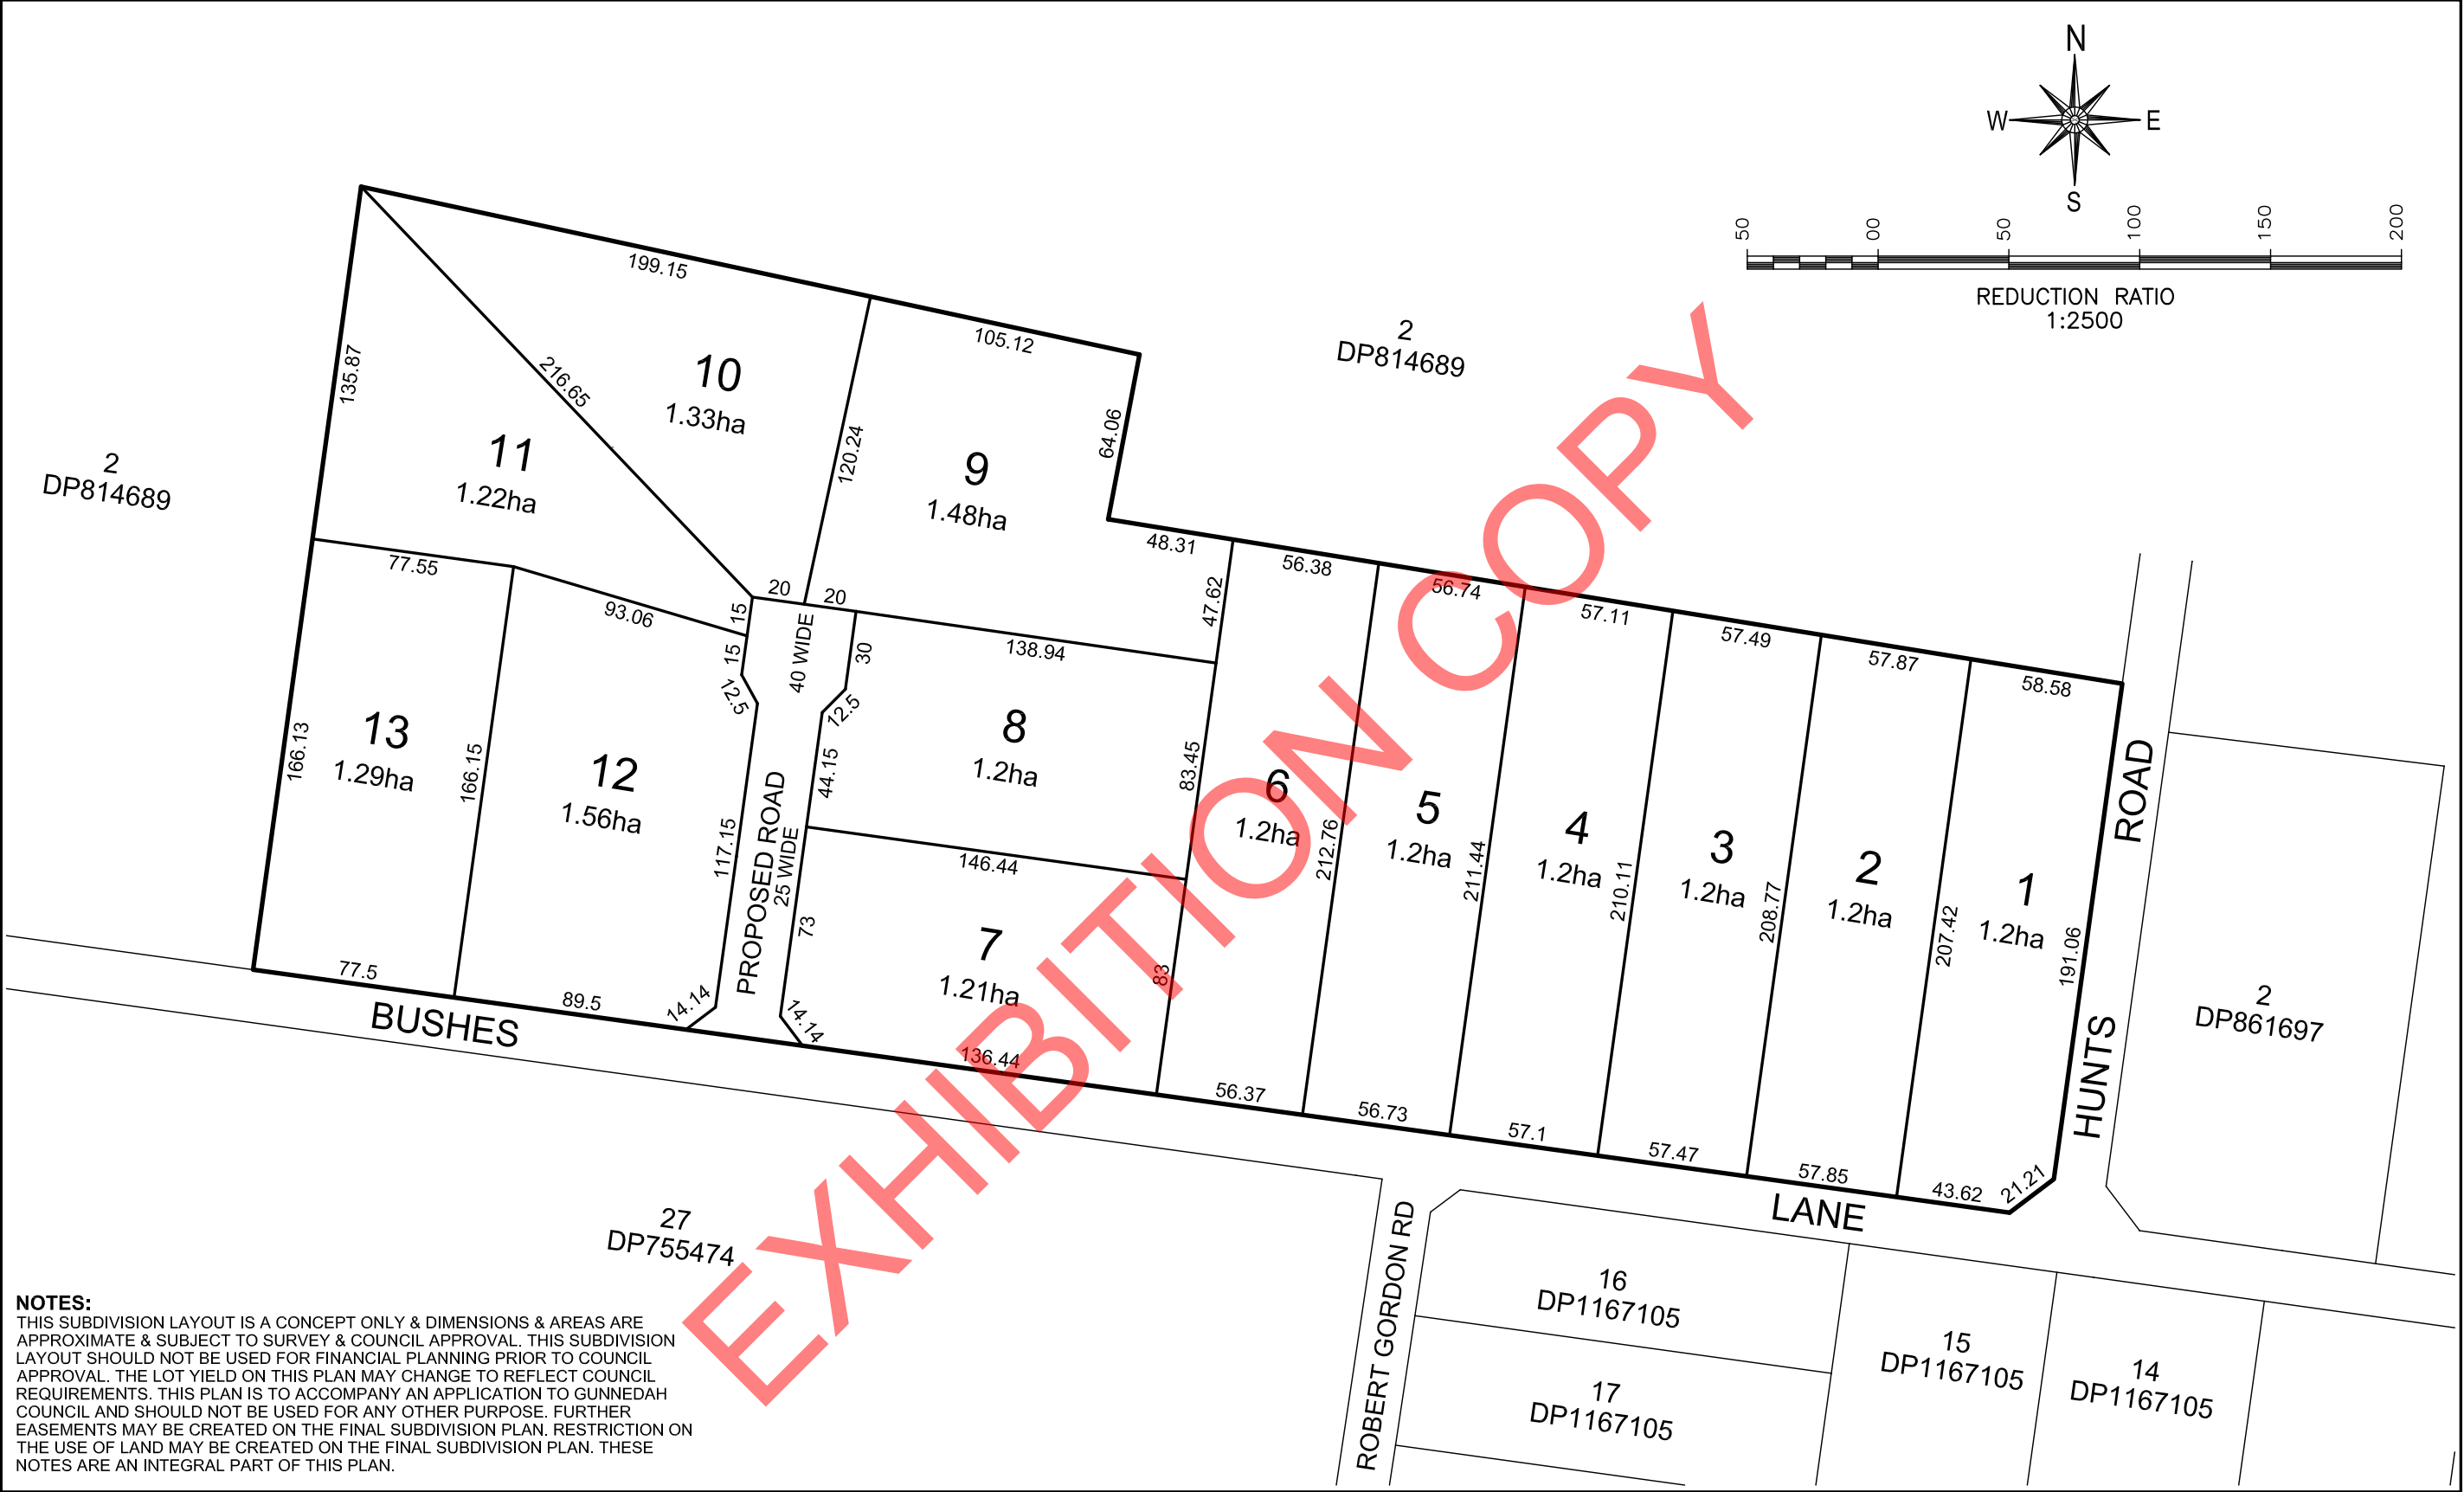 N
W
E
S
50
00
50
100
150
200
REDUCTION RATIO
1:2500
2
DP814689
2
DP814689
199.15
105.12
135.87
216.65
10
1.33ha
120.24
64.06
11
1.22ha
9
1.48ha
48.31
56.38
56.74
57.11
57.49
57.87
58.58
77.55
93.06
15
20
20
47.62
15
40 WIDE
30
138.94
12.5
12.5
13
1.29ha
166.13
166.15
12
1.56ha
117.15
44.15
8
1.2ha
83.45
PROPOSED ROAD
25 WIDE
146.44
73
7
1.21ha
83
6
1.2ha
212.76
5
1.2ha
211.44
4
1.2ha
210.11
3
1.2ha
208.77
2
1.2ha
207.42
1
1.2ha
191.06
HUNTS ROAD
2
DP861697
77.5
89.5
14.14
14.14
136.44
56.37
56.73
57.1
57.47
57.85
43.62
21.21
BUSHES LANE
27
DP755474
ROBERT GORDON RD
16
DP1167105
17
DP1167105
15
DP1167105
14
DP1167105
EXHIBITION COPY
NOTES:
THIS SUBDIVISION LAYOUT IS A CONCEPT ONLY & DIMENSIONS & AREAS ARE
APPROXIMATE & SUBJECT TO SURVEY & COUNCIL APPROVAL. THIS SUBDIVISION
LAYOUT SHOULD NOT BE USED FOR FINANCIAL PLANNING PRIOR TO COUNCIL
APPROVAL. THE LOT YIELD ON THIS PLAN MAY CHANGE TO REFLECT COUNCIL
REQUIREMENTS. THIS PLAN IS TO ACCOMPANY AN APPLICATION TO GUNNEDAH
COUNCIL AND SHOULD NOT BE USED FOR ANY OTHER PURPOSE. FURTHER
EASEMENTS MAY BE CREATED ON THE FINAL SUBDIVISION PLAN. RESTRICTION ON
THE USE OF LAND MAY BE CREATED ON THE FINAL SUBDIVISION PLAN. THESE
NOTES ARE AN INTEGRAL PART OF THIS PLAN.